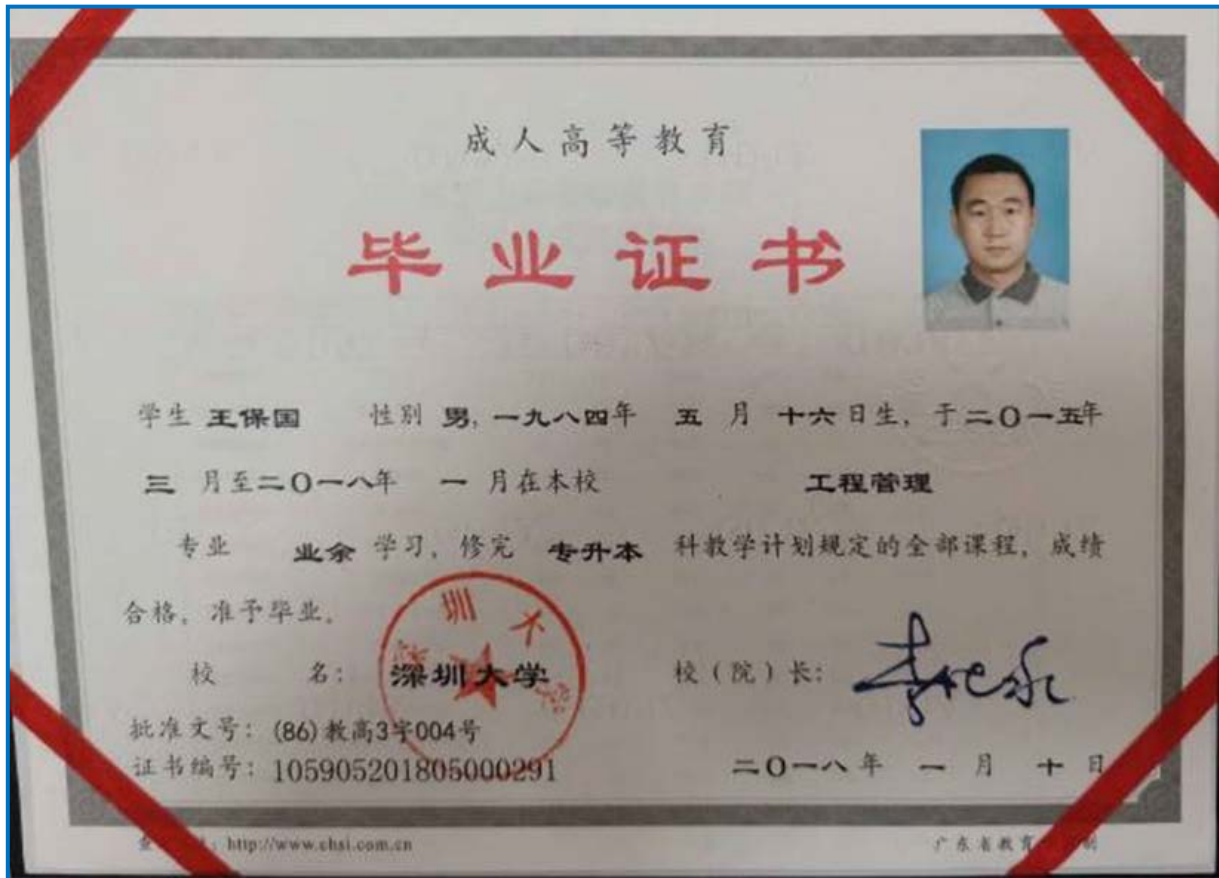 成人高等教育
毕业证书
学生 王保国 性别 男, 一九八四年 五 月 十六日生, 于二〇一五年
三 月至二〇一八年 一 月在本校 工程管理
专业 业余 学习, 修完 专升本 科教学计划规定的全部课程, 成绩
合格, 准予毕业。
圳 大
校 名: 深圳大学 校(院)长:
批准文号: (86)教高3字004号
证书编号: 105905201805000291 二〇一八年 一 月 十 日
查 : http://www.chsi.com.cn 广东省教育 制